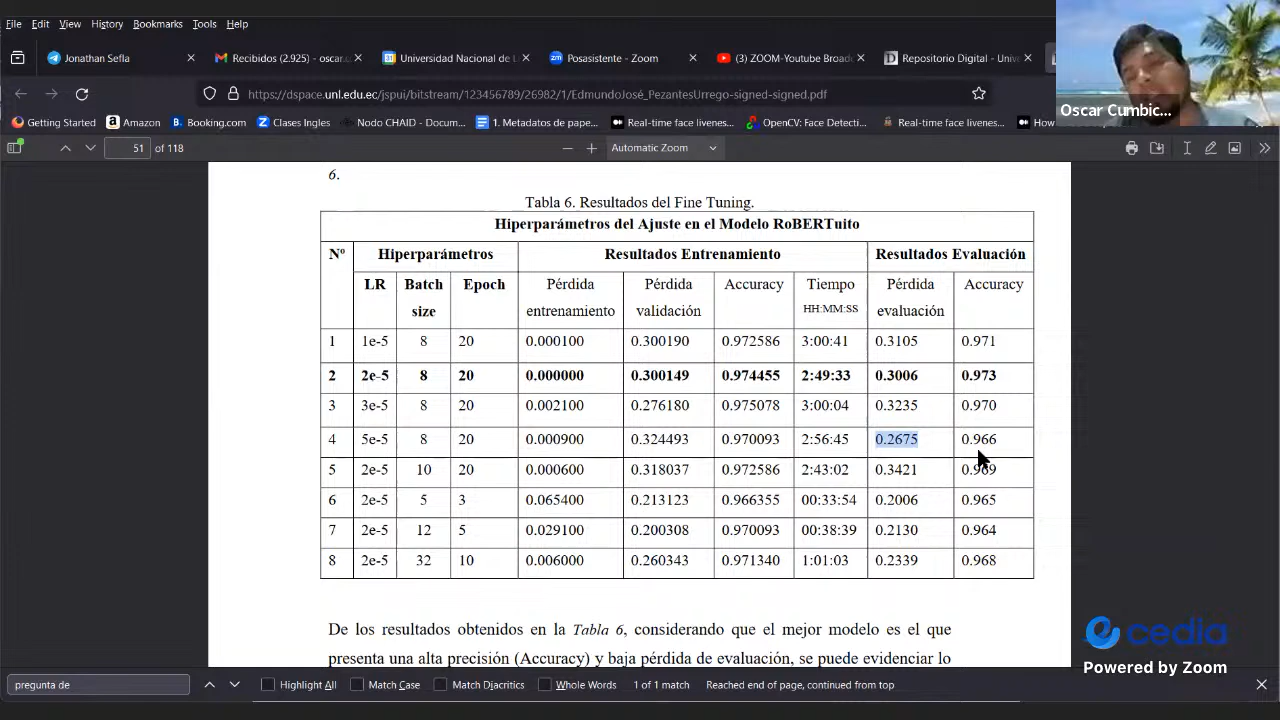 File Edit View History Bookmarks Tools Help
Jonathan Sefla
Recibidos (2.925) - oscar.
Universidad Nacional de L
Posasistente - Zoom
(3) ZOOM-Youtube Broad
Repositorio Digital - Unive
https://dspace.unl.edu.ec/jspui/bitstream/123456789/26982/1/EdmundoJosé_PezantesUrrego-signed-signed.pdf
Oscar Cumbic...
Getting Started Amazon Booking.com Clases Ingles NOUCHAIB (Docum... 1. Metadatos de pape... Real-time face livenes... OpenCV: Face Detecti... Real-time face livenes... How
51 of 118 Automatic Zoom
6.
Tabla 6. Resultados del Fine Tuning.
Hiperparámetros del Ajuste en el Modelo RoBERTuito
Nº Hiperparámetros Resultados Entrenamiento Resultados Evaluación
LR Batch size Epoch Pérdida entrenamiento Pérdida validación Accuracy Tiempo HH:MM:SS Pérdida evaluación Accuracy
1 1e-5 8 20 0.000100 0.300190 0.972586 3:00:41 0.3105 0.971
2 2e-5 8 20 0.000000 0.300149 0.974455 2:49:33 0.3006 0.973
3 3e-5 8 20 0.002100 0.276180 0.975078 3:00:04 0.3235 0.970
4 5e-5 8 20 0.000900 0.324493 0.970093 2:56:45 0.2675 0.966
5 2e-5 10 20 0.000600 0.318037 0.972586 2:43:02 0.3421 0.969
6 2e-5 5 3 0.065400 0.213123 0.966355 00:33:54 0.2006 0.965
7 2e-5 12 5 0.029100 0.200308 0.970093 00:38:39 0.2130 0.964
8 2e-5 32 10 0.006000 0.260343 0.971340 1:01:03 0.2339 0.968
De los resultados obtenidos en la Tabla 6, considerando que el mejor modelo es el que
presenta una alta precisión (Accuracy) y baja pérdida de evaluación, se puede evidenciar lo
cedia
Powered by Zoom
pregunta de Highlight All Match Case Match Diacritics Whole Words 1 of 1 match Reached end of page, continued from top